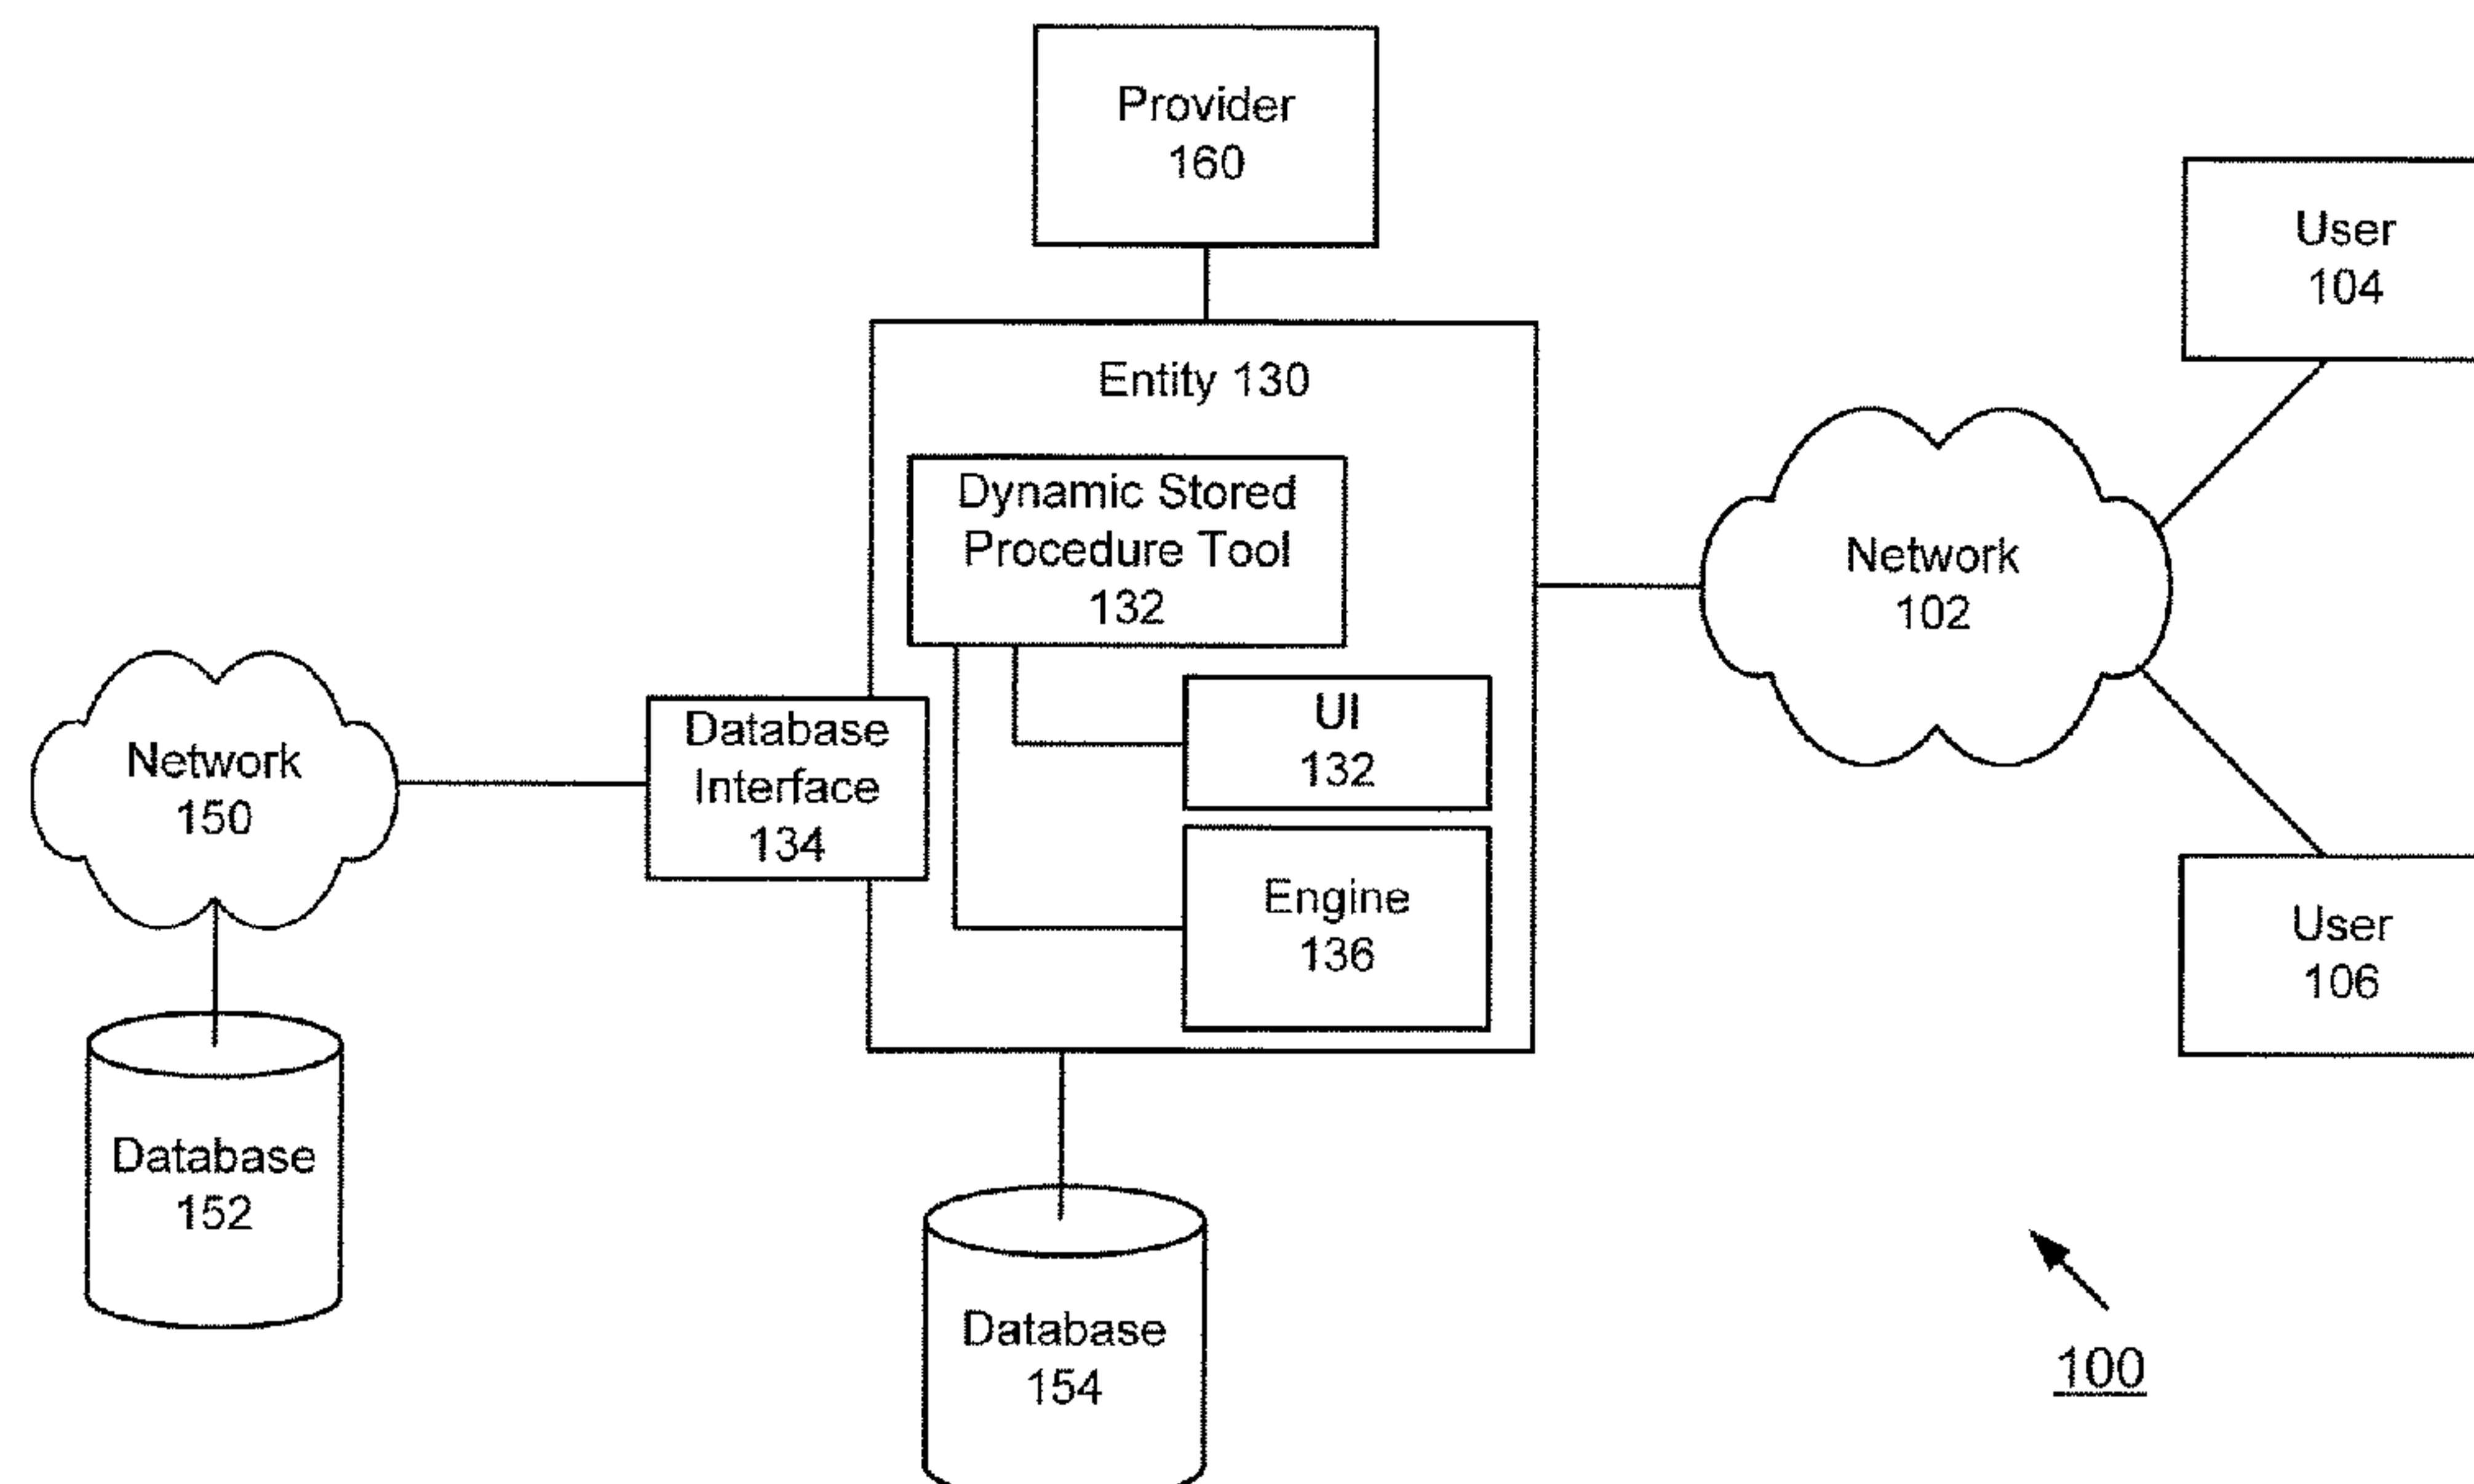 Provider
160
User
104
Entity 130
Dynamic Stored
Procedure Tool
132
Network
102
UI
132
Database
Interface
134
Network
150
Engine
136
User
106
Database
152
Database
154
100